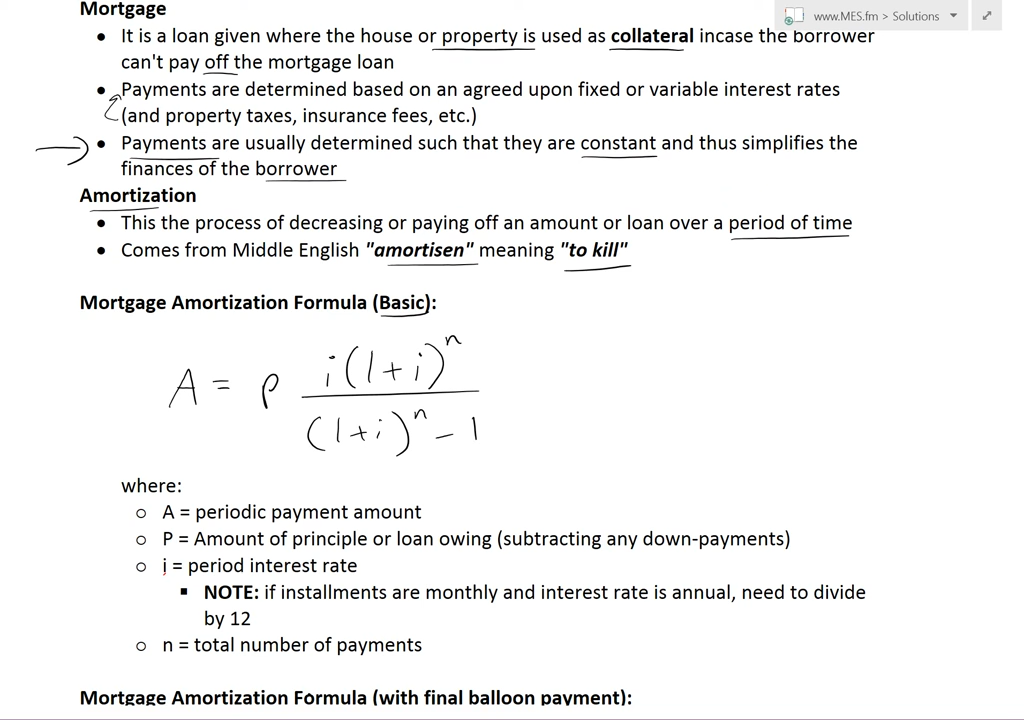 Mortgage
www.MES.fm > Solutions
• It is a loan given where the house or property is used as collateral incase the borrower
can't pay off the mortgage loan
• Payments are determined based on an agreed upon fixed or variable interest rates
(and property taxes, insurance fees, etc.)
• Payments are usually determined such that they are constant and thus simplifies the
finances of the borrower
Amortization
• This the process of decreasing or paying off an amount or loan over a period of time
• Comes from Middle English "amortisen" meaning "to kill"
Mortgage Amortization Formula (Basic):
A = P i(1+i)^n / (1+i)^n - 1
where:
o A = periodic payment amount
o P = Amount of principle or loan owing (subtracting any down-payments)
o i = period interest rate
▪ NOTE: if installments are monthly and interest rate is annual, need to divide
by 12
o n = total number of payments
Mortgage Amortization Formula (with final balloon payment):